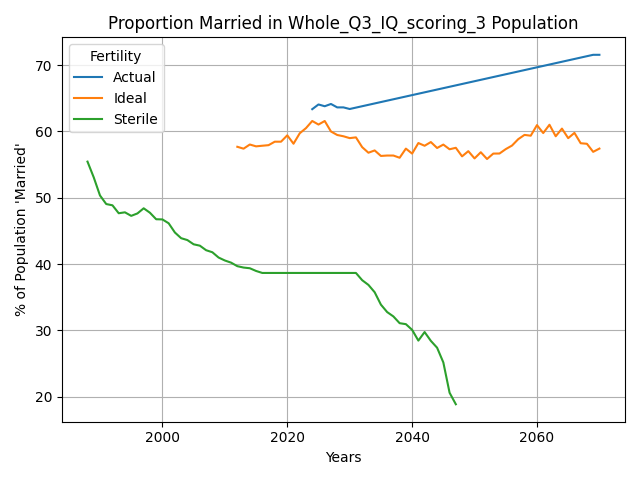 Proportion Married in Whole_Q3_IQ_scoring_3 Population
% of Population 'Married'
70
60
50
40
30
20
Fertility
Actual
Ideal
Sterile
2000
2020
2040
2060
Years